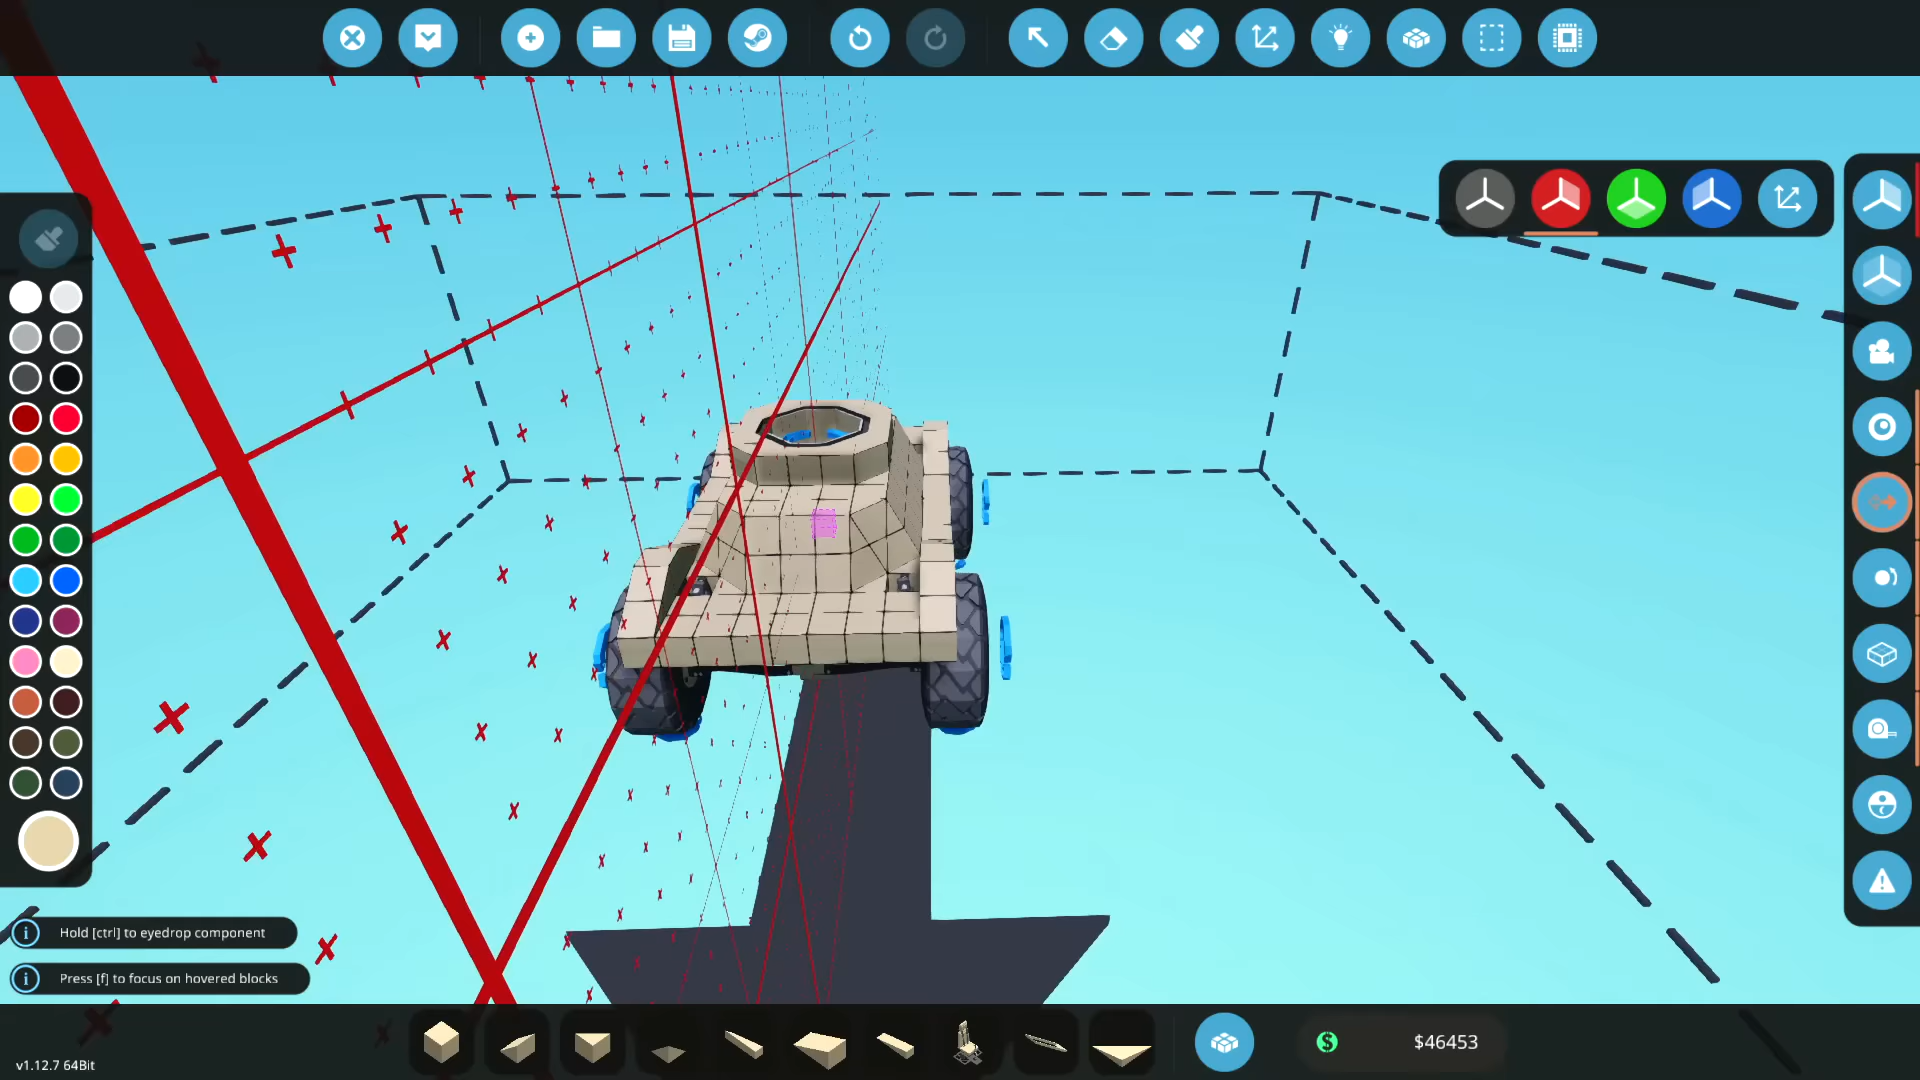 Hold [ctrl] to eyedrop component
Press [f] to focus on hovered blocks
v1.12.7 64Bit
$46453